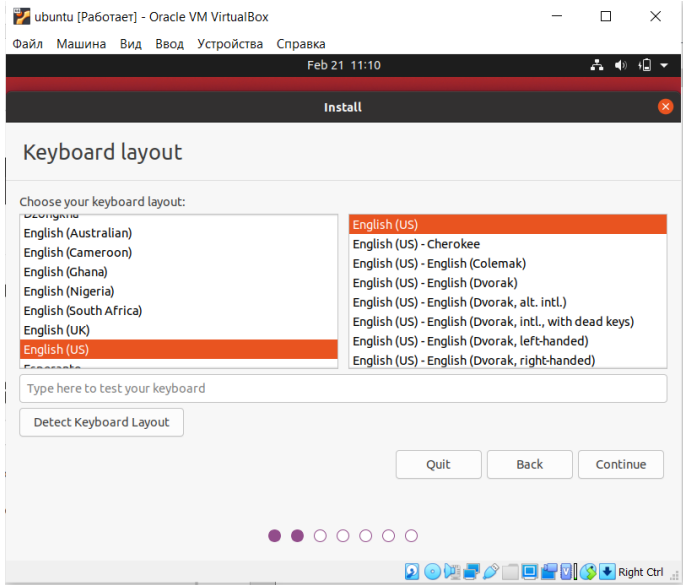 ubuntu [Работает] - Oracle VM VirtualBox
Файл Машина Вид Ввод Устройства Справка
Feb 21 11:10
Install
Keyboard layout
Choose your keyboard layout:
Dzongkha
English (Australian)
English (Cameroon)
English (Ghana)
English (Nigeria)
English (South Africa)
English (UK)
English (US)
Esperanto
English (US)
English (US) - Cherokee
English (US) - English (Colemak)
English (US) - English (Dvorak)
English (US) - English (Dvorak, alt. intl.)
English (US) - English (Dvorak, intl., with dead keys)
English (US) - English (Dvorak, left-handed)
English (US) - English (Dvorak, right-handed)
Type here to test your keyboard
Detect Keyboard Layout
Quit Back Continue
Right Ctrl